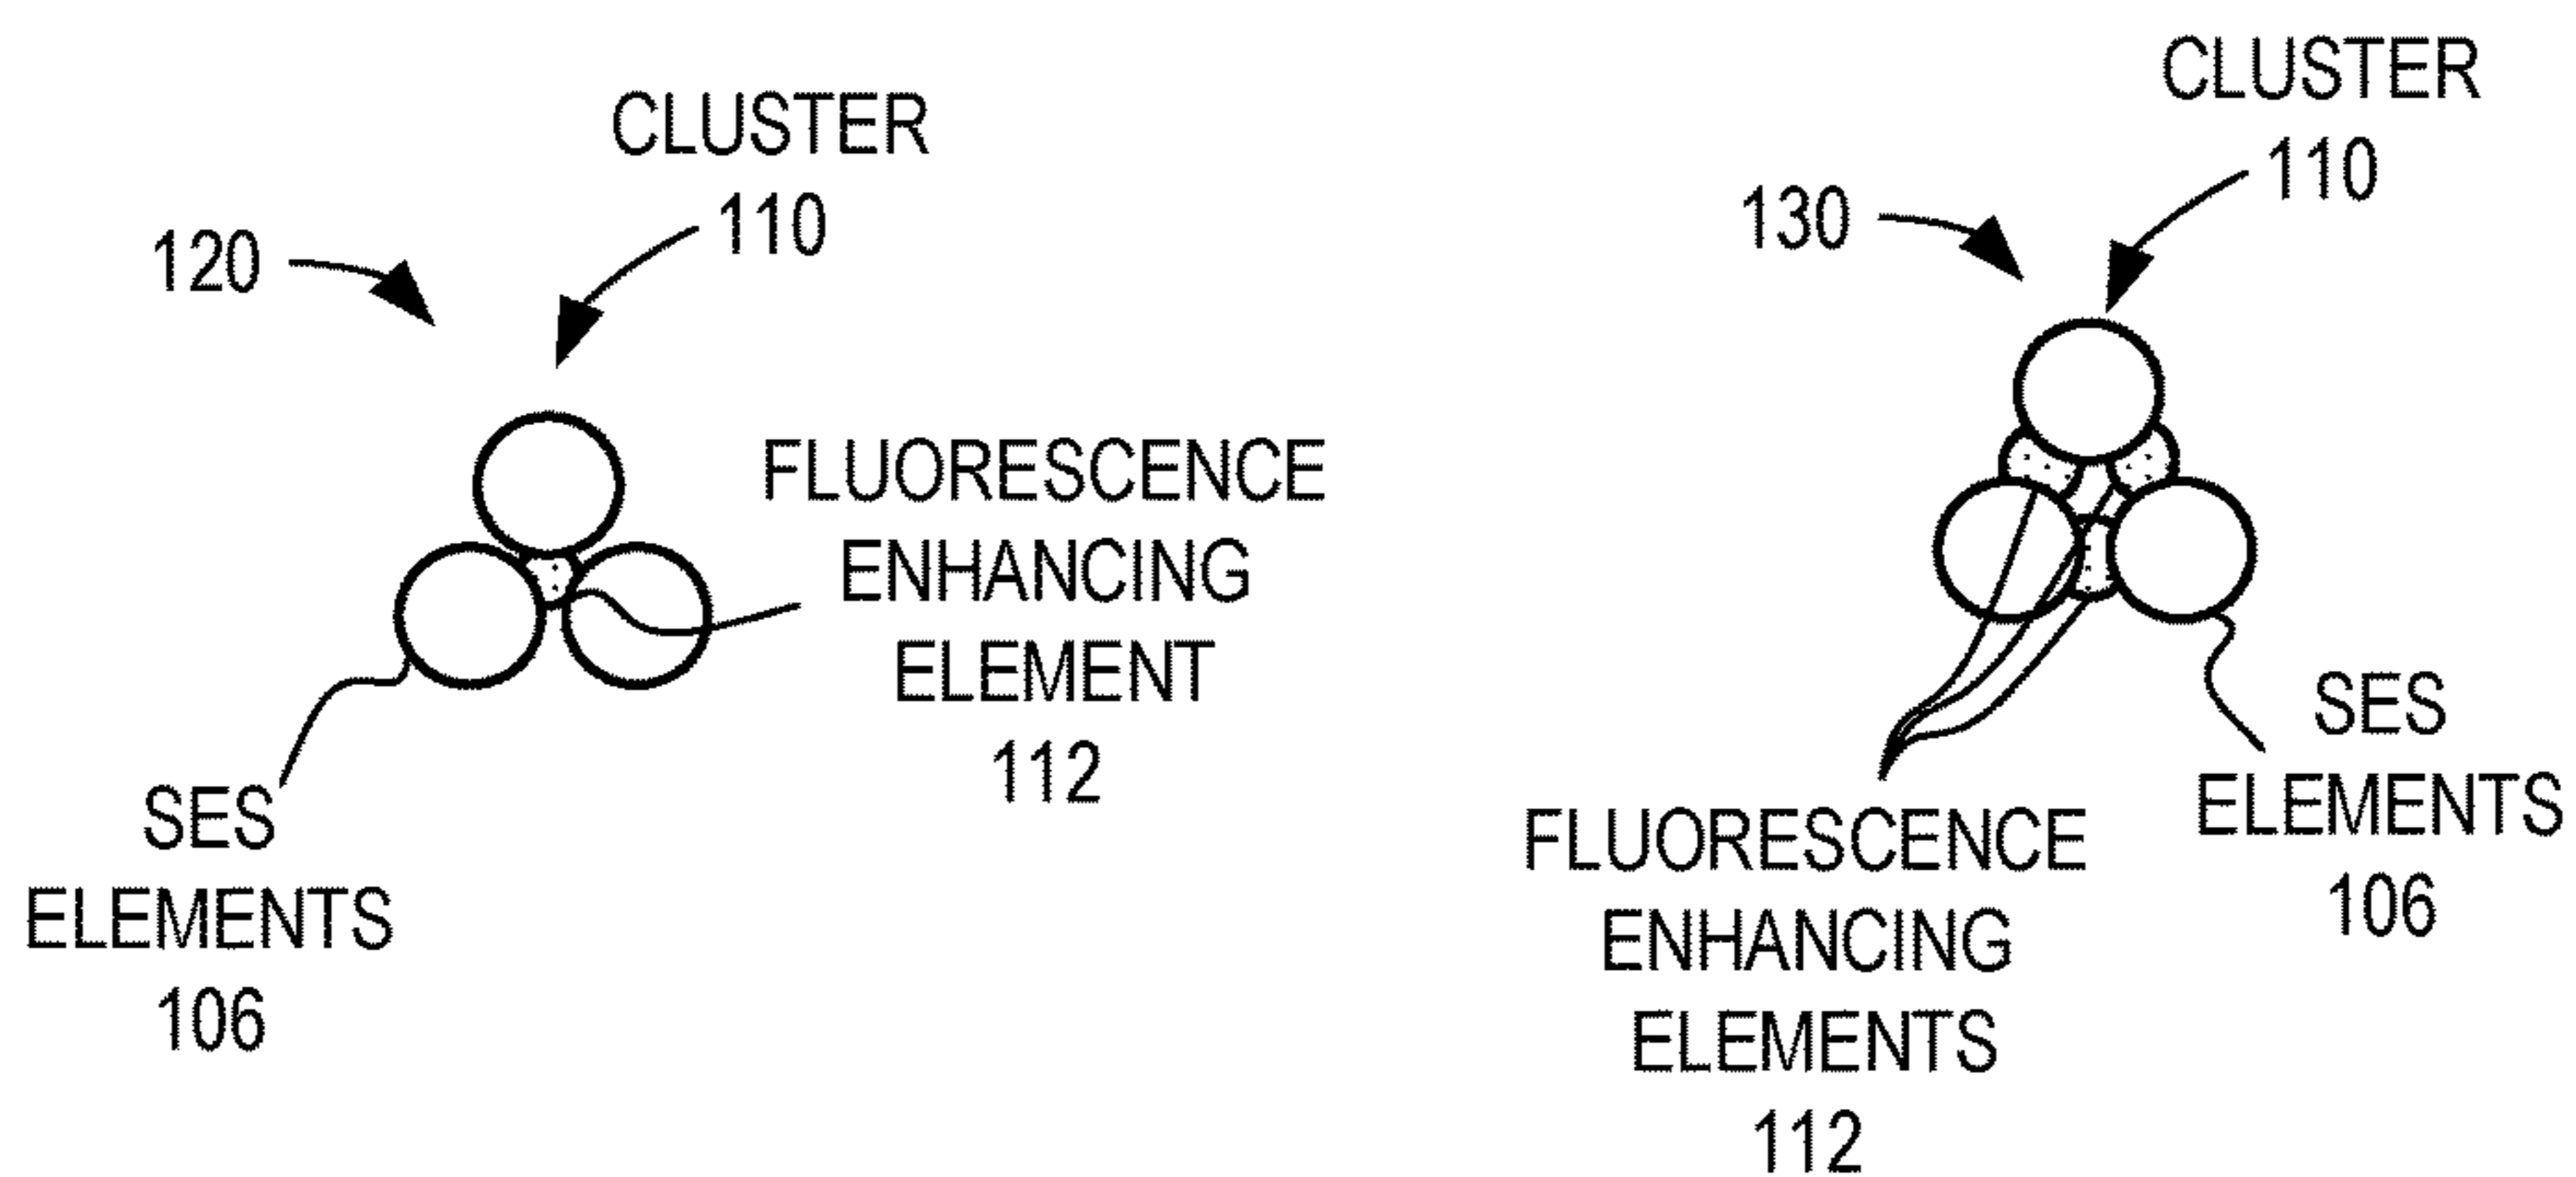 CLUSTER
110
120
FLUORESCENCE
ENHANCING
ELEMENT
112
SES
ELEMENTS
106
CLUSTER
110
130
SES
ELEMENTS
106
FLUORESCENCE
ENHANCING
ELEMENTS
112